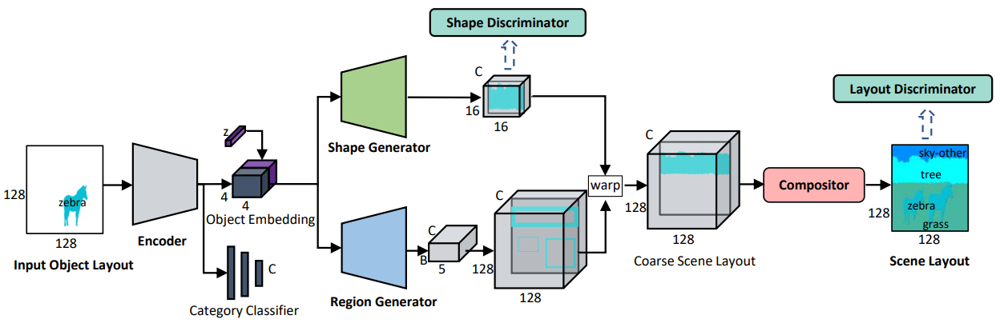 Shape Discriminator
Layout Discriminator
C
16
16
Shape Generator
z
128
zebra
128
Input Object Layout
Encoder
4
4
Object Embedding
C
Category Classifier
Region Generator
C
B
5
C
128
128
warp
C
128
128
Coarse Scene Layout
Compositor
sky-other
tree
zebra
grass
128
128
Scene Layout